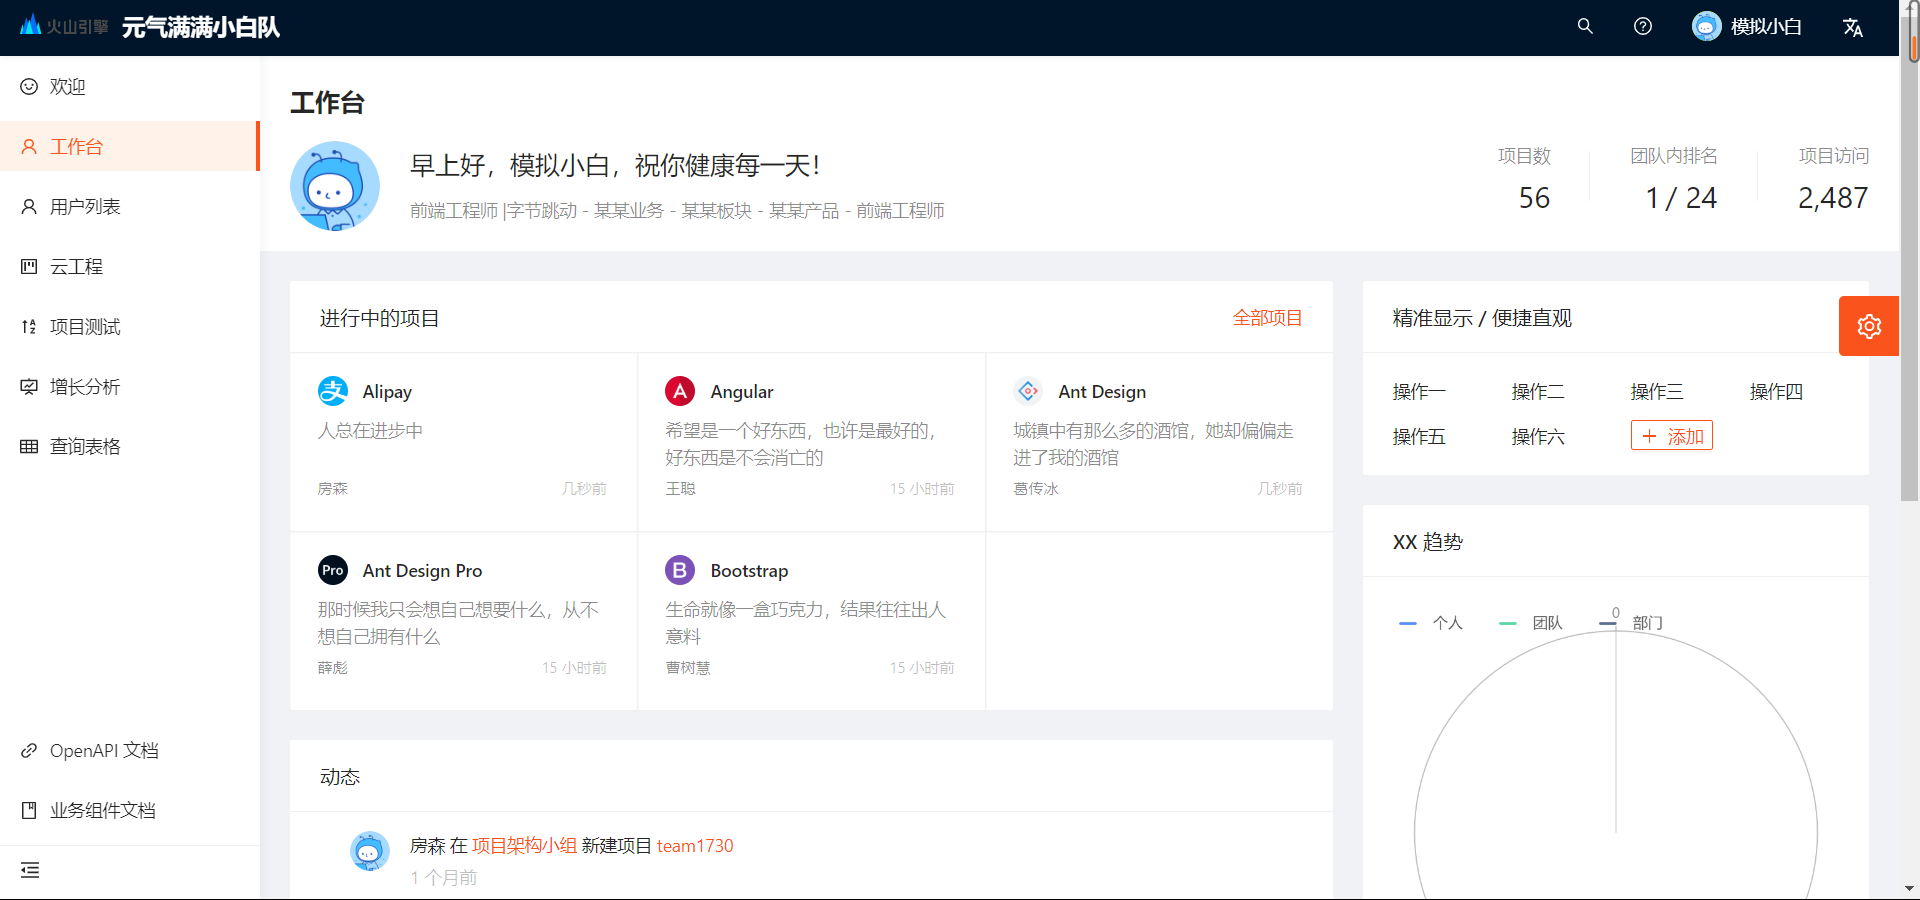 火山引擎 元气满满小白队
模拟小白
欢迎
工作台
用户列表
云工程
项目测试
增长分析
查询表格
OpenAPI 文档
业务组件文档
工作台
早上好，模拟小白，祝你健康每一天！
前端工程师 |字节跳动 - 某某业务 - 某某板块 - 某某产品 - 前端工程师
项目数
56
团队内排名
1 / 24
项目访问
2,487
进行中的项目
全部项目
Alipay
人总在进步中
房森 几秒前
Angular
希望是一个好东西，也许是最好的，
好东西是不会消亡的
王聪 15 小时前
Ant Design
城镇中有那么多的酒馆，她却偏偏走
进了我的酒馆
葛传冰 几秒前
Pro
Ant Design Pro
那时候我只会想自己想要什么，从不
想自己拥有什么
薛彪 15 小时前
B
Bootstrap
生命就像一盒巧克力，结果往往出人
意料
曹树慧 15 小时前
动态
房森 在 项目架构小组 新建项目 team1730
1 个月前
精准显示 / 便捷直观
操作一 操作二 操作三 操作四
操作五 操作六 + 添加
XX 趋势
个人 团队 部门
0